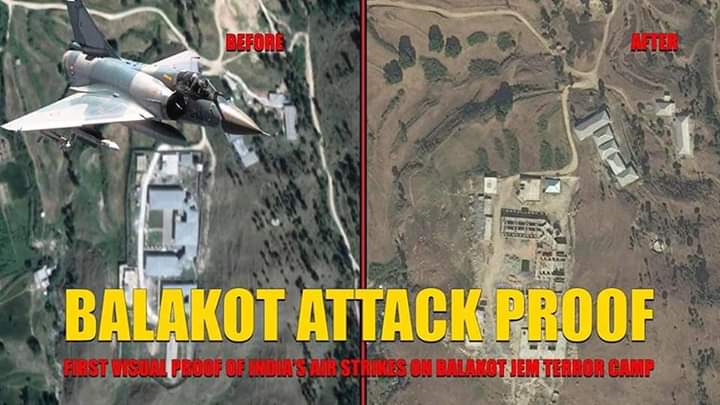 BEFORE
AFTER
BALAKOT ATTACK PROOF
FIRST VISUAL PROOF OF INDIA'S AIR STRIKES ON BALAKOT JEM TERROR CAMP